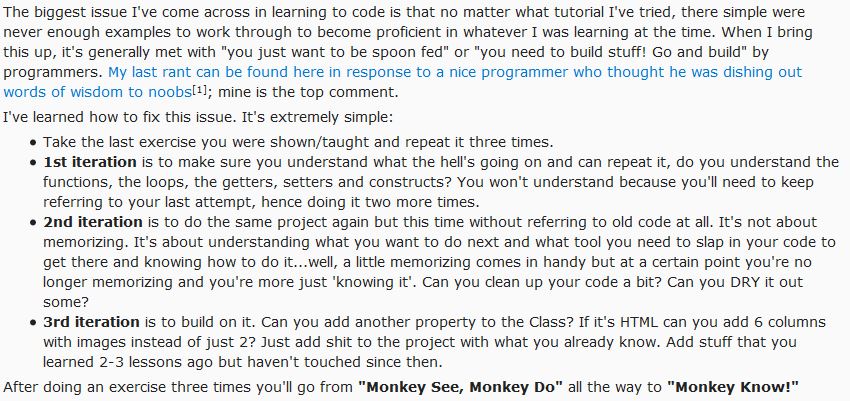 The biggest issue I've come across in learning to code is that no matter what tutorial I've tried, there simple were
never enough examples to work through to become proficient in whatever I was learning at the time. When I bring
this up, it's generally met with "you just want to be spoon fed" or "you need to build stuff! Go and build" by
programmers. My last rant can be found here in response to a nice programmer who thought he was dishing out
words of wisdom to noobs[1]; mine is the top comment.
I've learned how to fix this issue. It's extremely simple:
• Take the last exercise you were shown/taught and repeat it three times.
• 1st iteration is to make sure you understand what the hell's going on and can repeat it, do you understand the
functions, the loops, the getters, setters and constructs? You won't understand because you'll need to keep
referring to your last attempt, hence doing it two more times.
• 2nd iteration is to do the same project again but this time without referring to old code at all. It's not about
memorizing. It's about understanding what you want to do next and what tool you need to slap in your code to
get there and knowing how to do it...well, a little memorizing comes in handy but at a certain point you're no
longer memorizing and you're more just 'knowing it'. Can you clean up your code a bit? Can you DRY it out
some?
• 3rd iteration is to build on it. Can you add another property to the Class? If it's HTML can you add 6 columns
with images instead of just 2? Just add shit to the project with what you already know. Add stuff that you
learned 2-3 lessons ago but haven't touched since then.
After doing an exercise three times you'll go from "Monkey See, Monkey Do" all the way to "Monkey Know!"